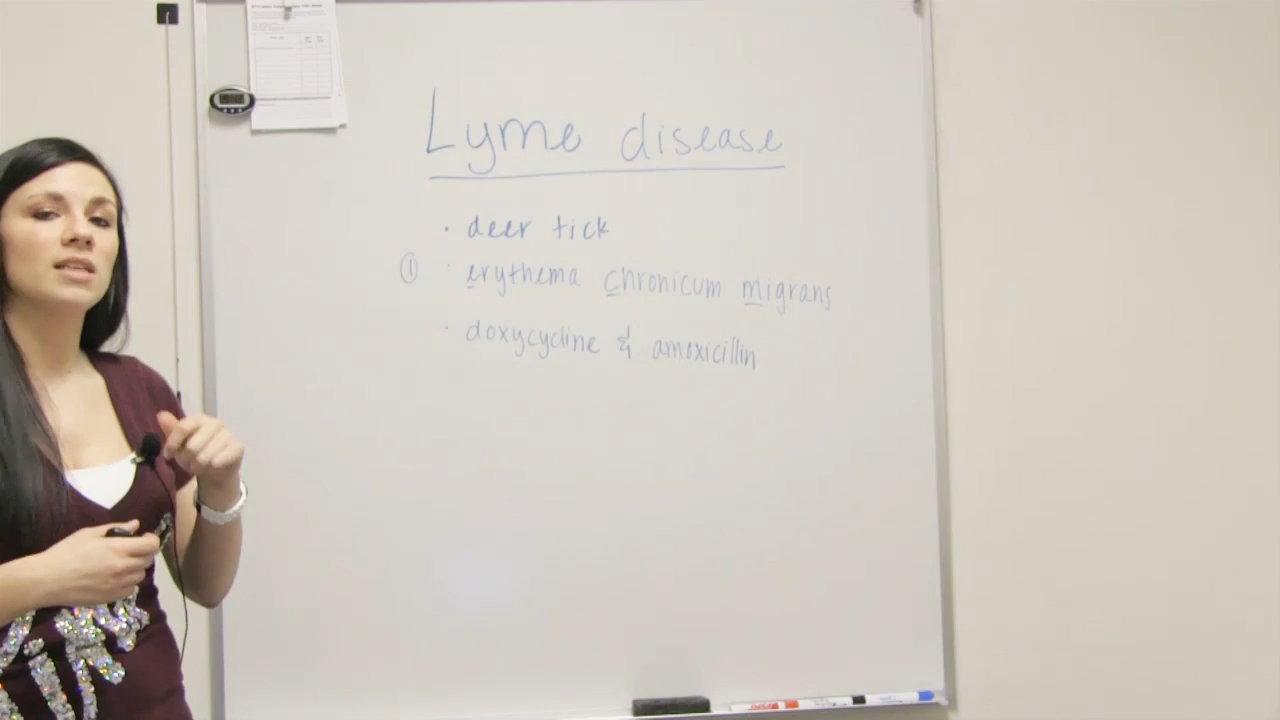 Lyme disease
· deer tick
① · erythema chronicum migrans
· doxycycline & amoxicillin